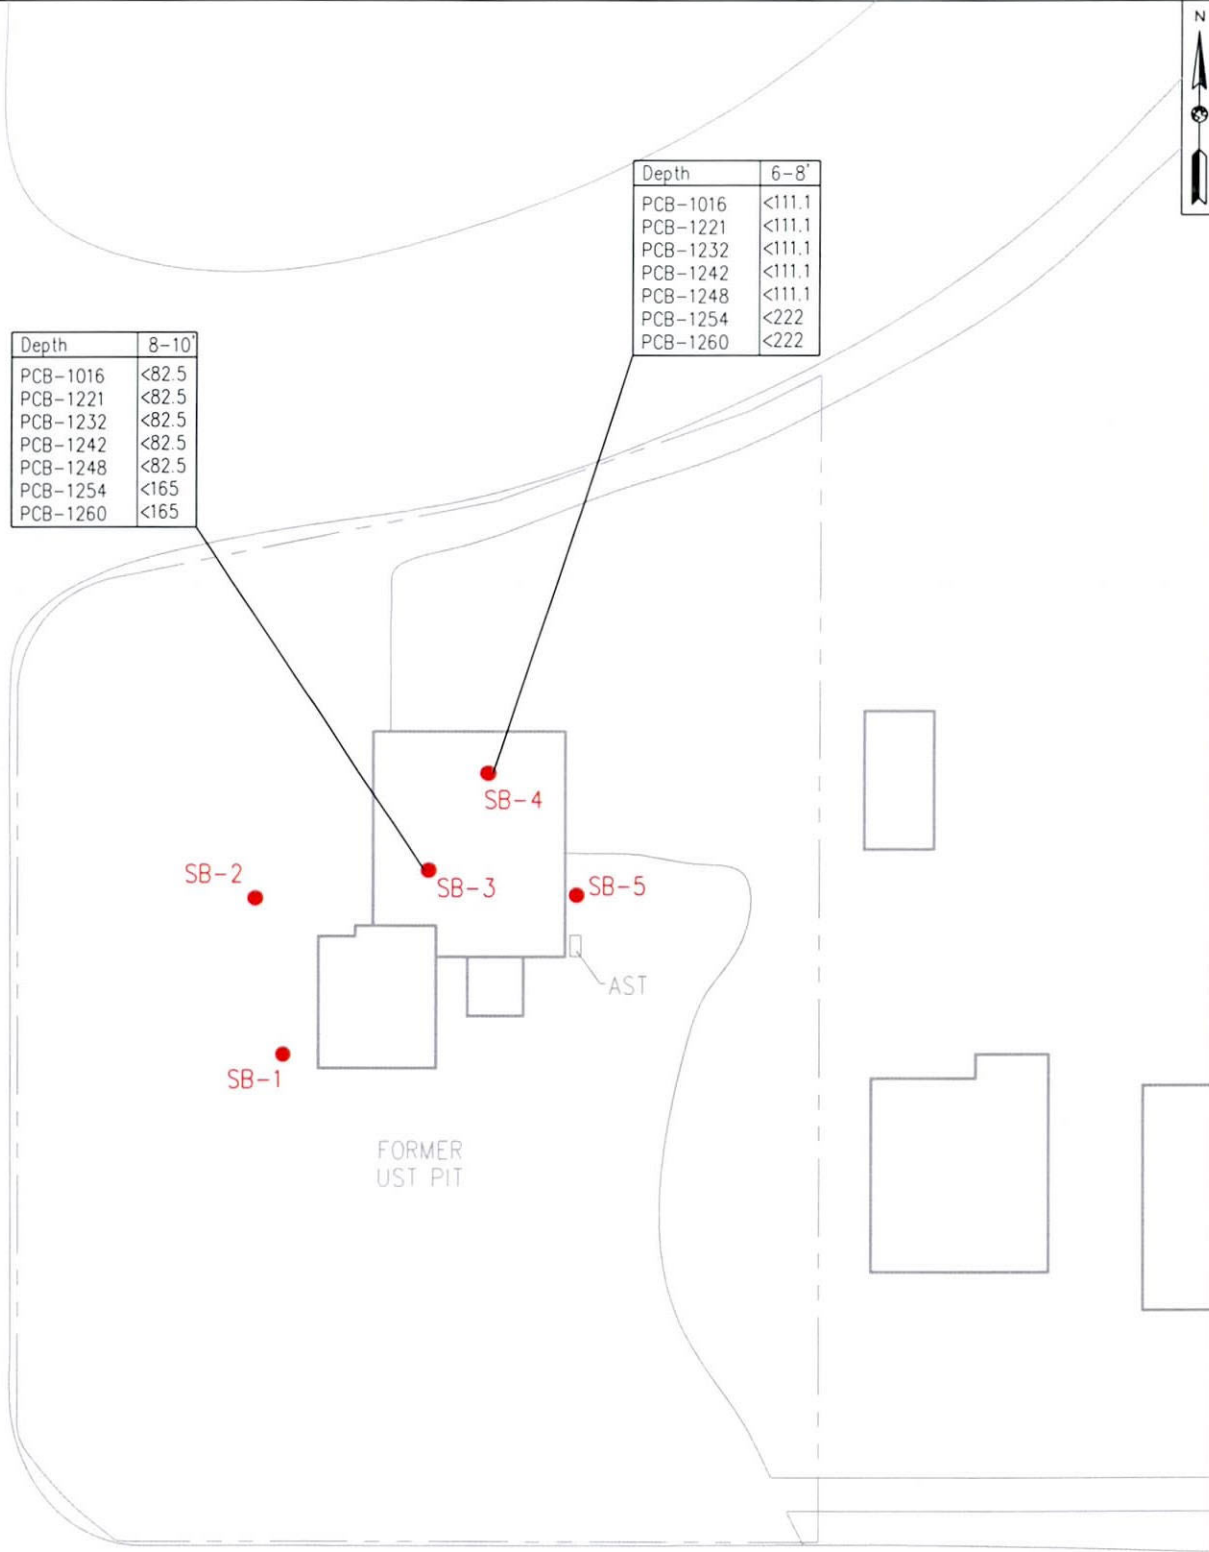 N
Depth 6-8'
PCB-1016 <111.1
PCB-1221 <111.1
PCB-1232 <111.1
PCB-1242 <111.1
PCB-1248 <111.1
PCB-1254 <222
PCB-1260 <222
Depth 8-10'
PCB-1016 <82.5
PCB-1221 <82.5
PCB-1232 <82.5
PCB-1242 <82.5
PCB-1248 <82.5
PCB-1254 <165
PCB-1260 <165
SB-4
SB-2
SB-3
SB-5
AST
SB-1
FORMER
UST PIT